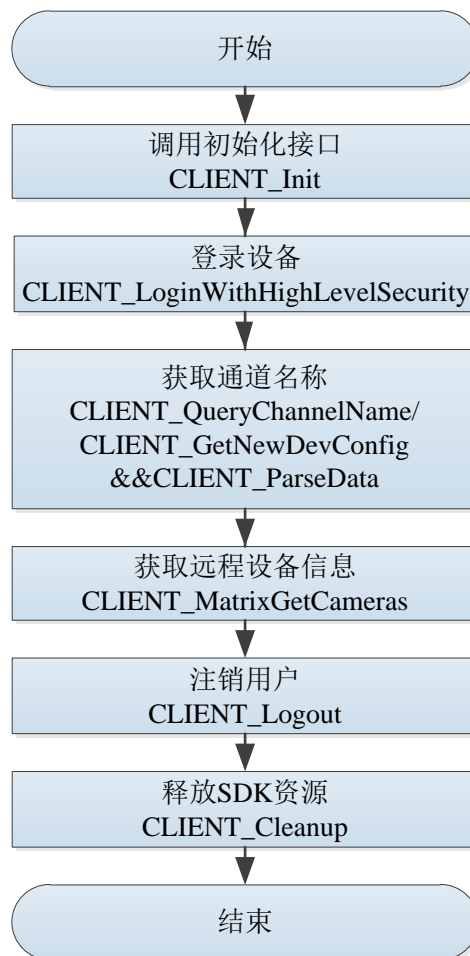 开始
调用初始化接口
CLIENT_Init
登录设备
CLIENT_LoginWithHighLevelSecurity
获取通道名称
CLIENT_QueryChannelName/
CLIENT_GetNewDevConfig
&&CLIENT_ParseData
获取远程设备信息
CLIENT_MatrixGetCameras
注销用户
CLIENT_Logout
释放SDK资源
CLIENT_Cleanup
结束